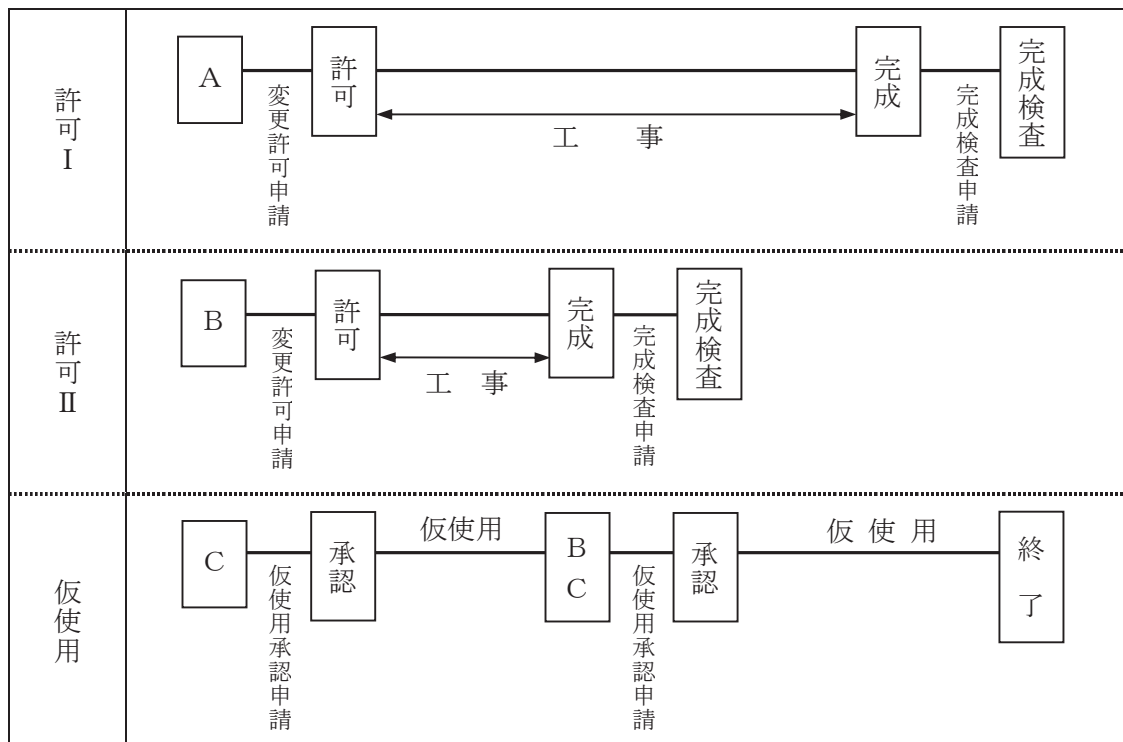 許可Ⅰ
A
変更許可申請
許可
工 事
完成
完成検査申請
完成検査
許可Ⅱ
B
変更許可申請
許可
工 事
完成
完成検査申請
完成検査
仮使用
C
仮使用承認申請
承認
仮使用
B
C
仮使用承認申請
承認
仮 使 用
終了